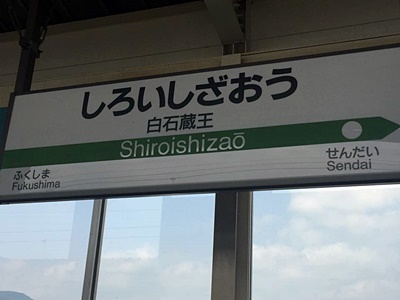 しろいしざおう
白石蔵王
Shiroishizaō
ふくしま
Fukushima
せんだい
Sendai